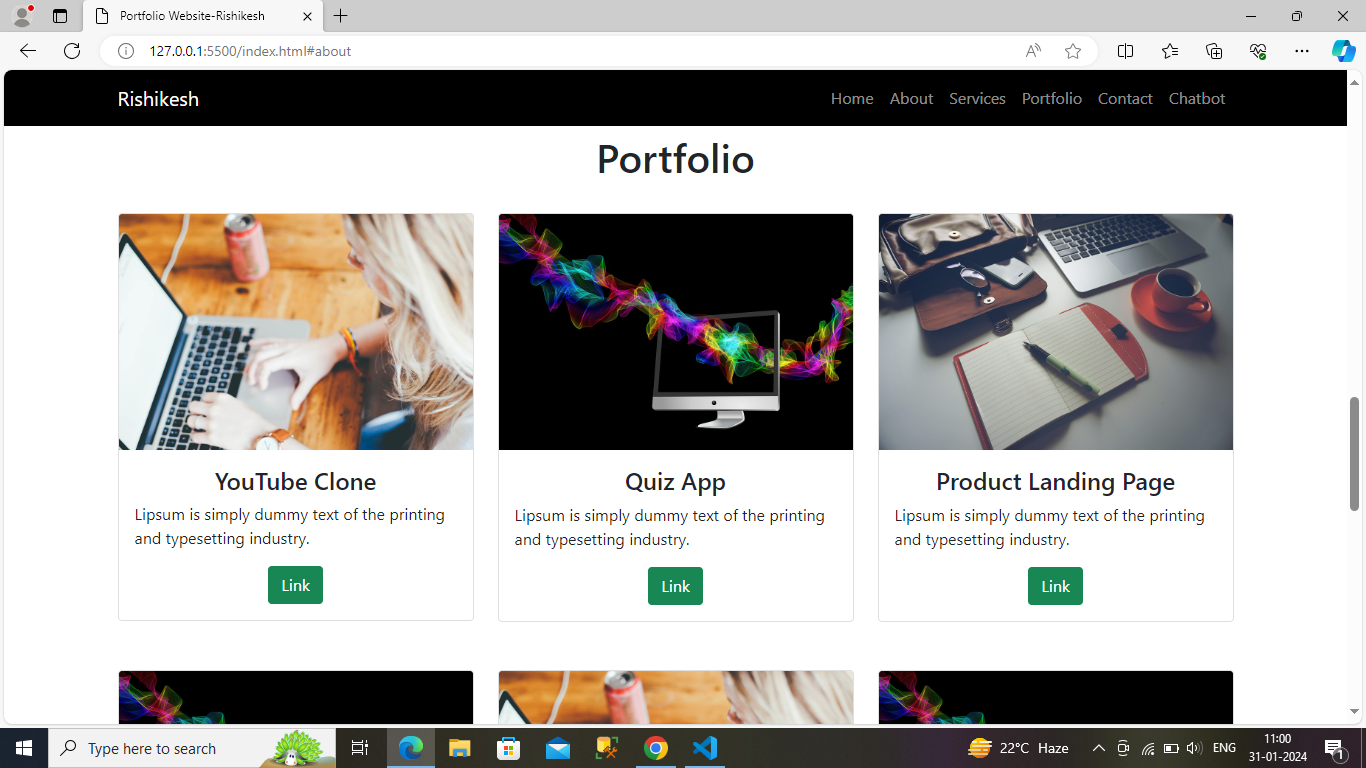 Portfolio Website-Rishikesh
127.0.0.1:5500/index.html#about
Rishikesh
Home About Services Portfolio Contact Chatbot
Portfolio
YouTube Clone
Lipsum is simply dummy text of the printing
and typesetting industry.
Link
Quiz App
Lipsum is simply dummy text of the printing
and typesetting industry.
Link
Product Landing Page
Lipsum is simply dummy text of the printing
and typesetting industry.
Link
Type here to search
22°C Haze
ENG
11:00
31-01-2024
1